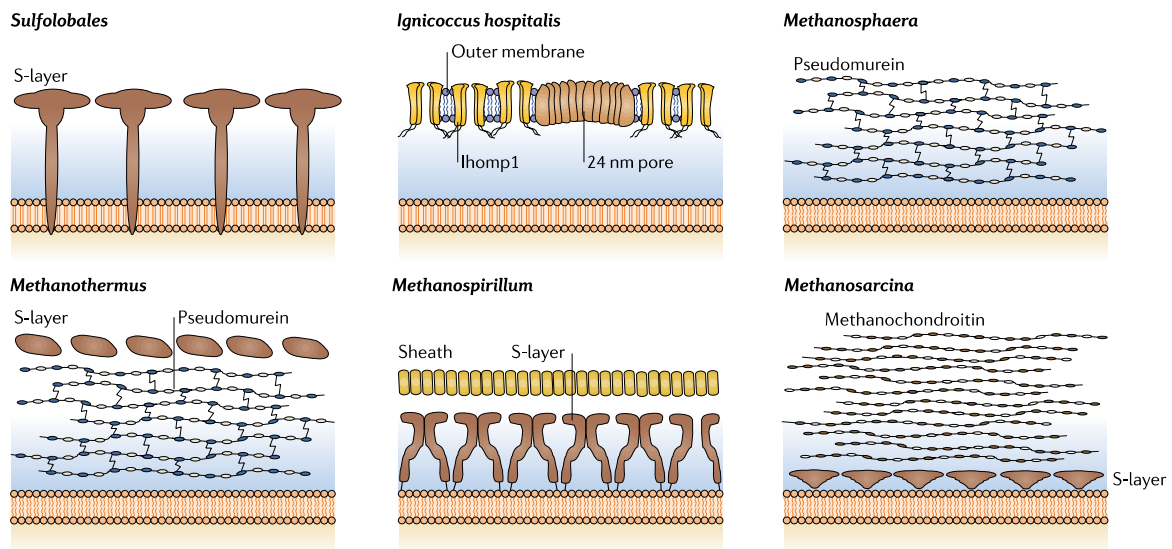 Sulfolobales
S-layer
Ignicoccus hospitalis
Outer membrane
Ihomp1
24 nm pore
Methanosphaera
Pseudomurein
Methanothermus
S-layer
Pseudomurein
Methanospirillum
Sheath
S-layer
Methanosarcina
Methanochondroitin
S-layer